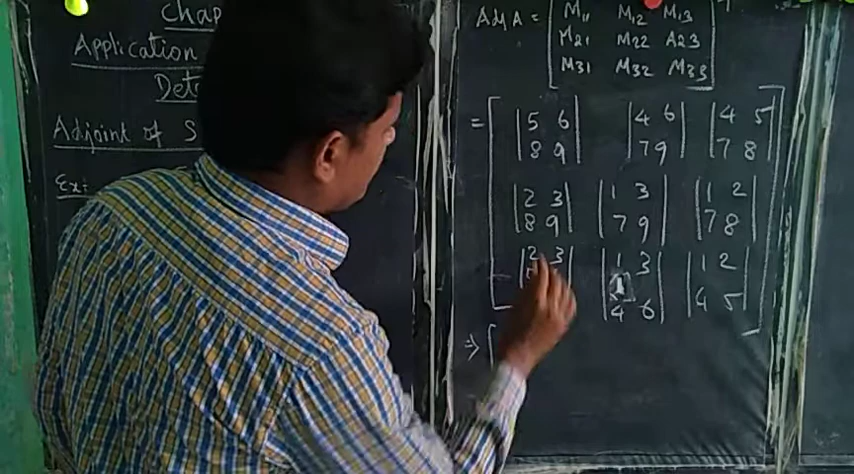 Chap
Application
Det
Adjoint of S
Ex:
Adj A = M11 M12 M13
M21 M22 A23
M31 M32 M33
= 5 6 4 6 4 5
8 9 7 9 7 8
2 3 1 3 1 2
8 9 7 9 7 8
2 3 1 3 1 2
4 6 4 5
⇒